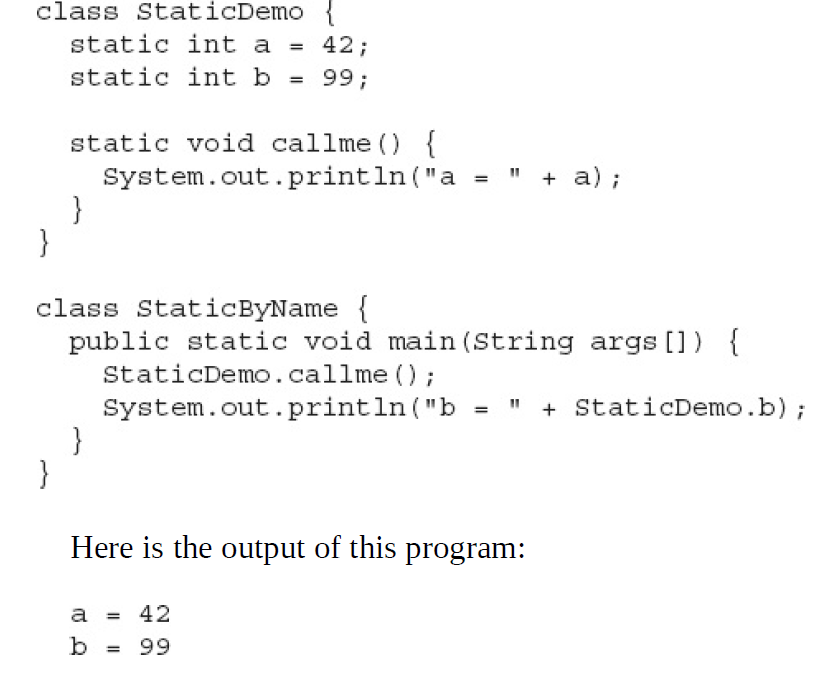 class StaticDemo {
static int a = 42;
static int b = 99;
static void callme() {
System.out.println("a = " + a);
}
}
class StaticByName {
public static void main(String args[]) {
StaticDemo.callme();
System.out.println("b = " + StaticDemo.b);
}
}
Here is the output of this program:
a = 42
b = 99